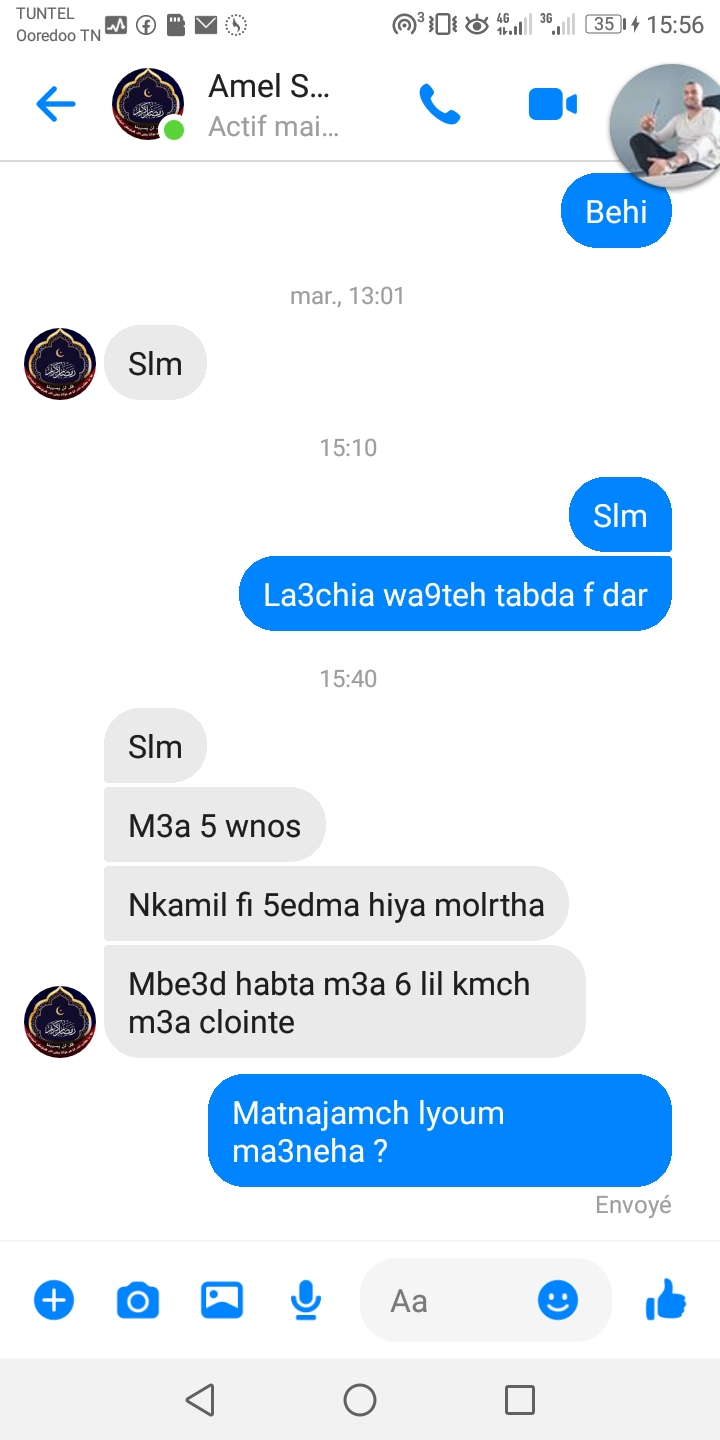 TUNTEL
Ooredoo TN
3
4G
3G
35
15:56
Amel S...
Actif mai...
Behi
mar., 13:01
Slm
15:10
Slm
La3chia wa9teh tabda f dar
15:40
Slm
M3a 5 wnos
Nkamil fi 5edma hiya molrtha
Mbe3d habta m3a 6 lil kmch
m3a clointe
Matnajamch lyoum
ma3neha ?
Envoyé
Aa